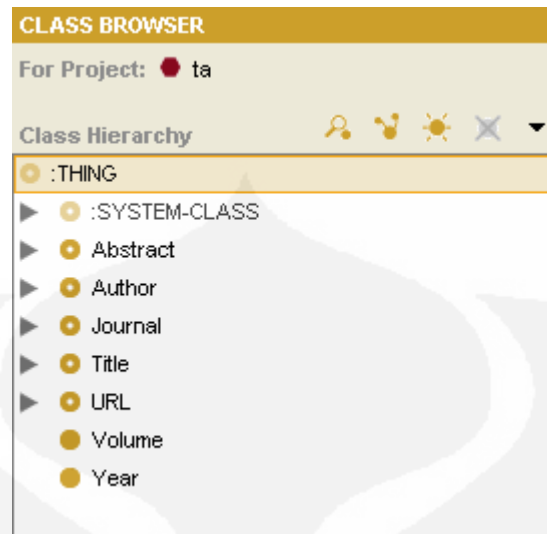 CLASS BROWSER
For Project: ta
Class Hierarchy
:THING
:SYSTEM-CLASS
Abstract
Author
Journal
Title
URL
Volume
Year